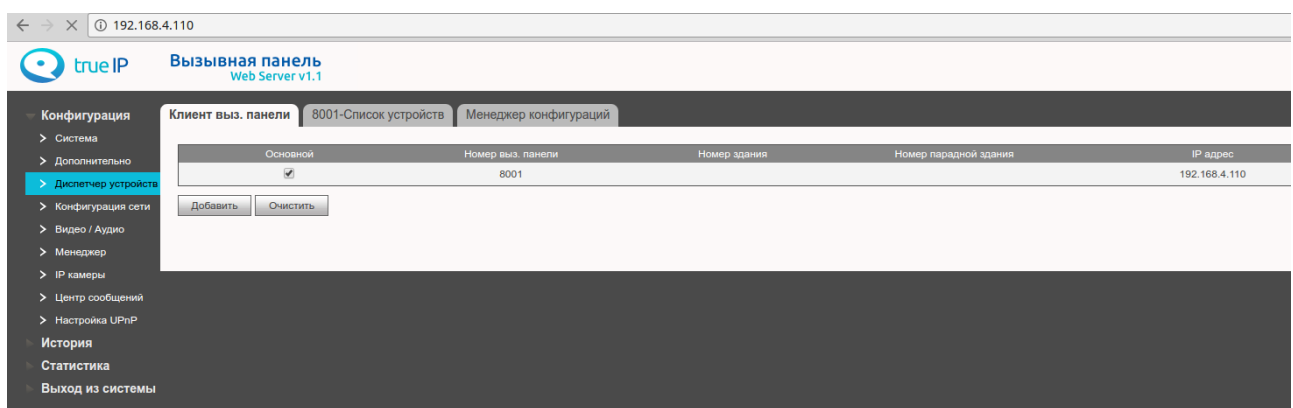 192.168.4.110
true IP
Вызывная панель
Web Server v1.1
Конфигурация
Система
Дополнительно
Диспетчер устройств
Конфигурация сети
Видео / Аудио
Менеджер
IP камеры
Центр сообщений
Настройка UPnP
История
Статистика
Выход из системы
Клиент выз. панели 8001-Список устройств Менеджер конфигураций
Основной Номер выз. панели Номер здания Номер парадной здания IP адрес
8001 192.168.4.110
Добавить Очистить